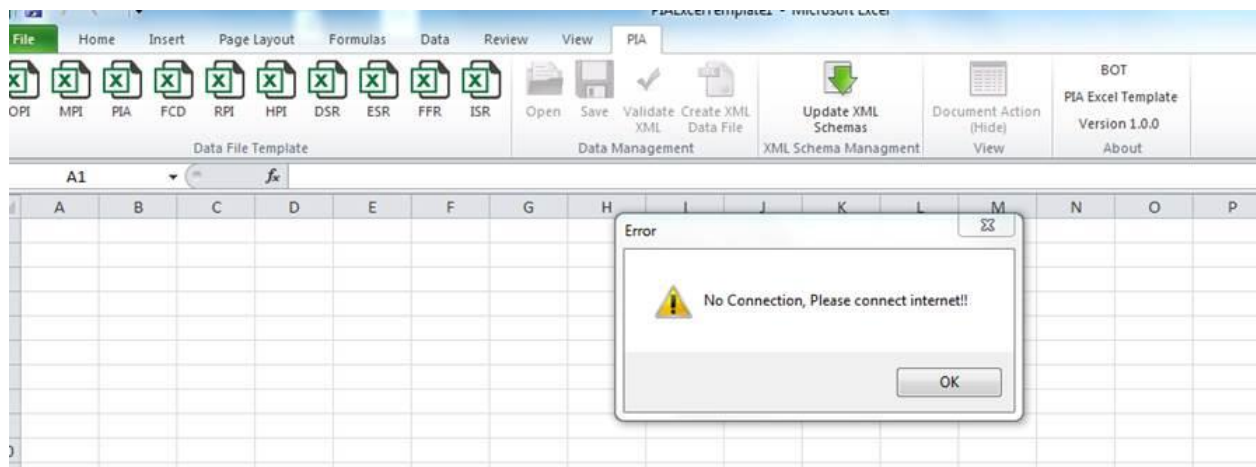 PIAExcelTemplate1 - Microsoft Excel
File Home Insert Page Layout Formulas Data Review View PIA
OPI MPI PIA FCD RPI HPI DSR ESR FFR ISR
Data File Template
Open Save Validate XML Create XML Data File
Data Management
Update XML Schemas
XML Schema Managment
Document Action (Hide)
View
BOT
PIA Excel Template
Version 1.0.0
About
A1 fx
A B C D E F G H I J K L M N O P
Error
No Connection, Please connect internet!!
OK